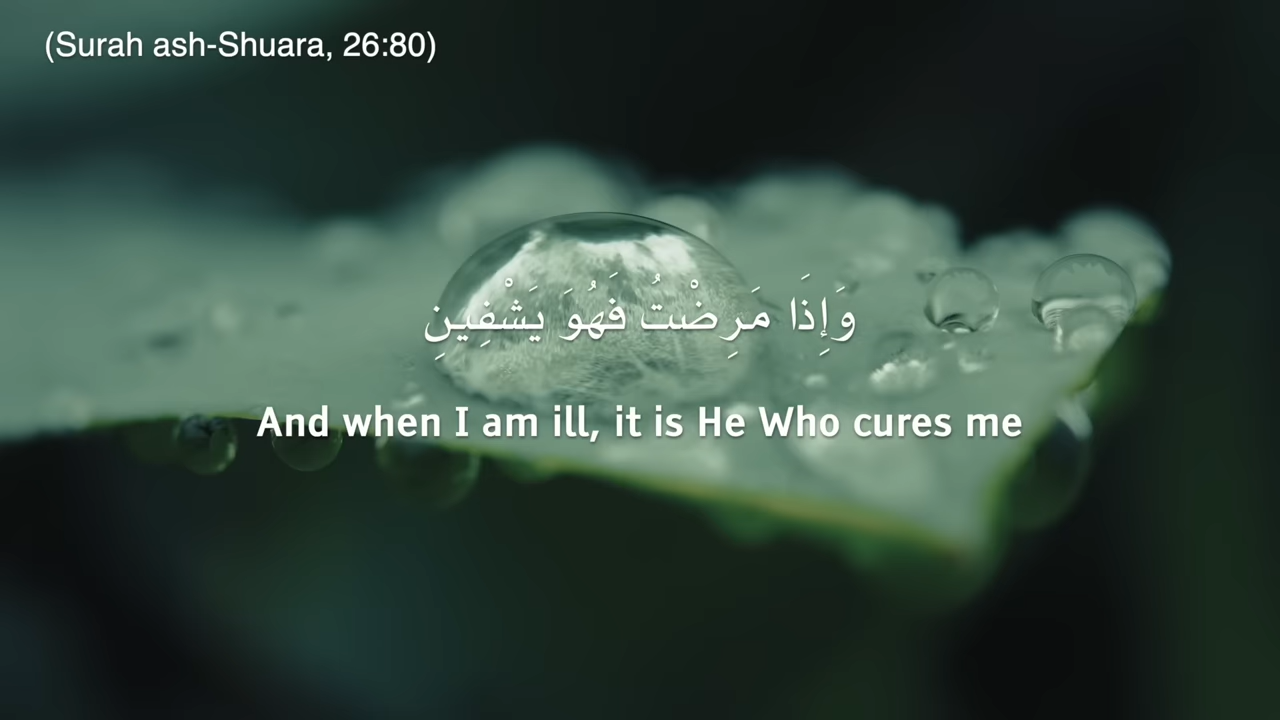 (Surah ash-Shuara, 26:80)
وَإِذَا مَرِضْتُ فَهُوَ يَشْفِينِ
And when I am ill, it is He Who cures me